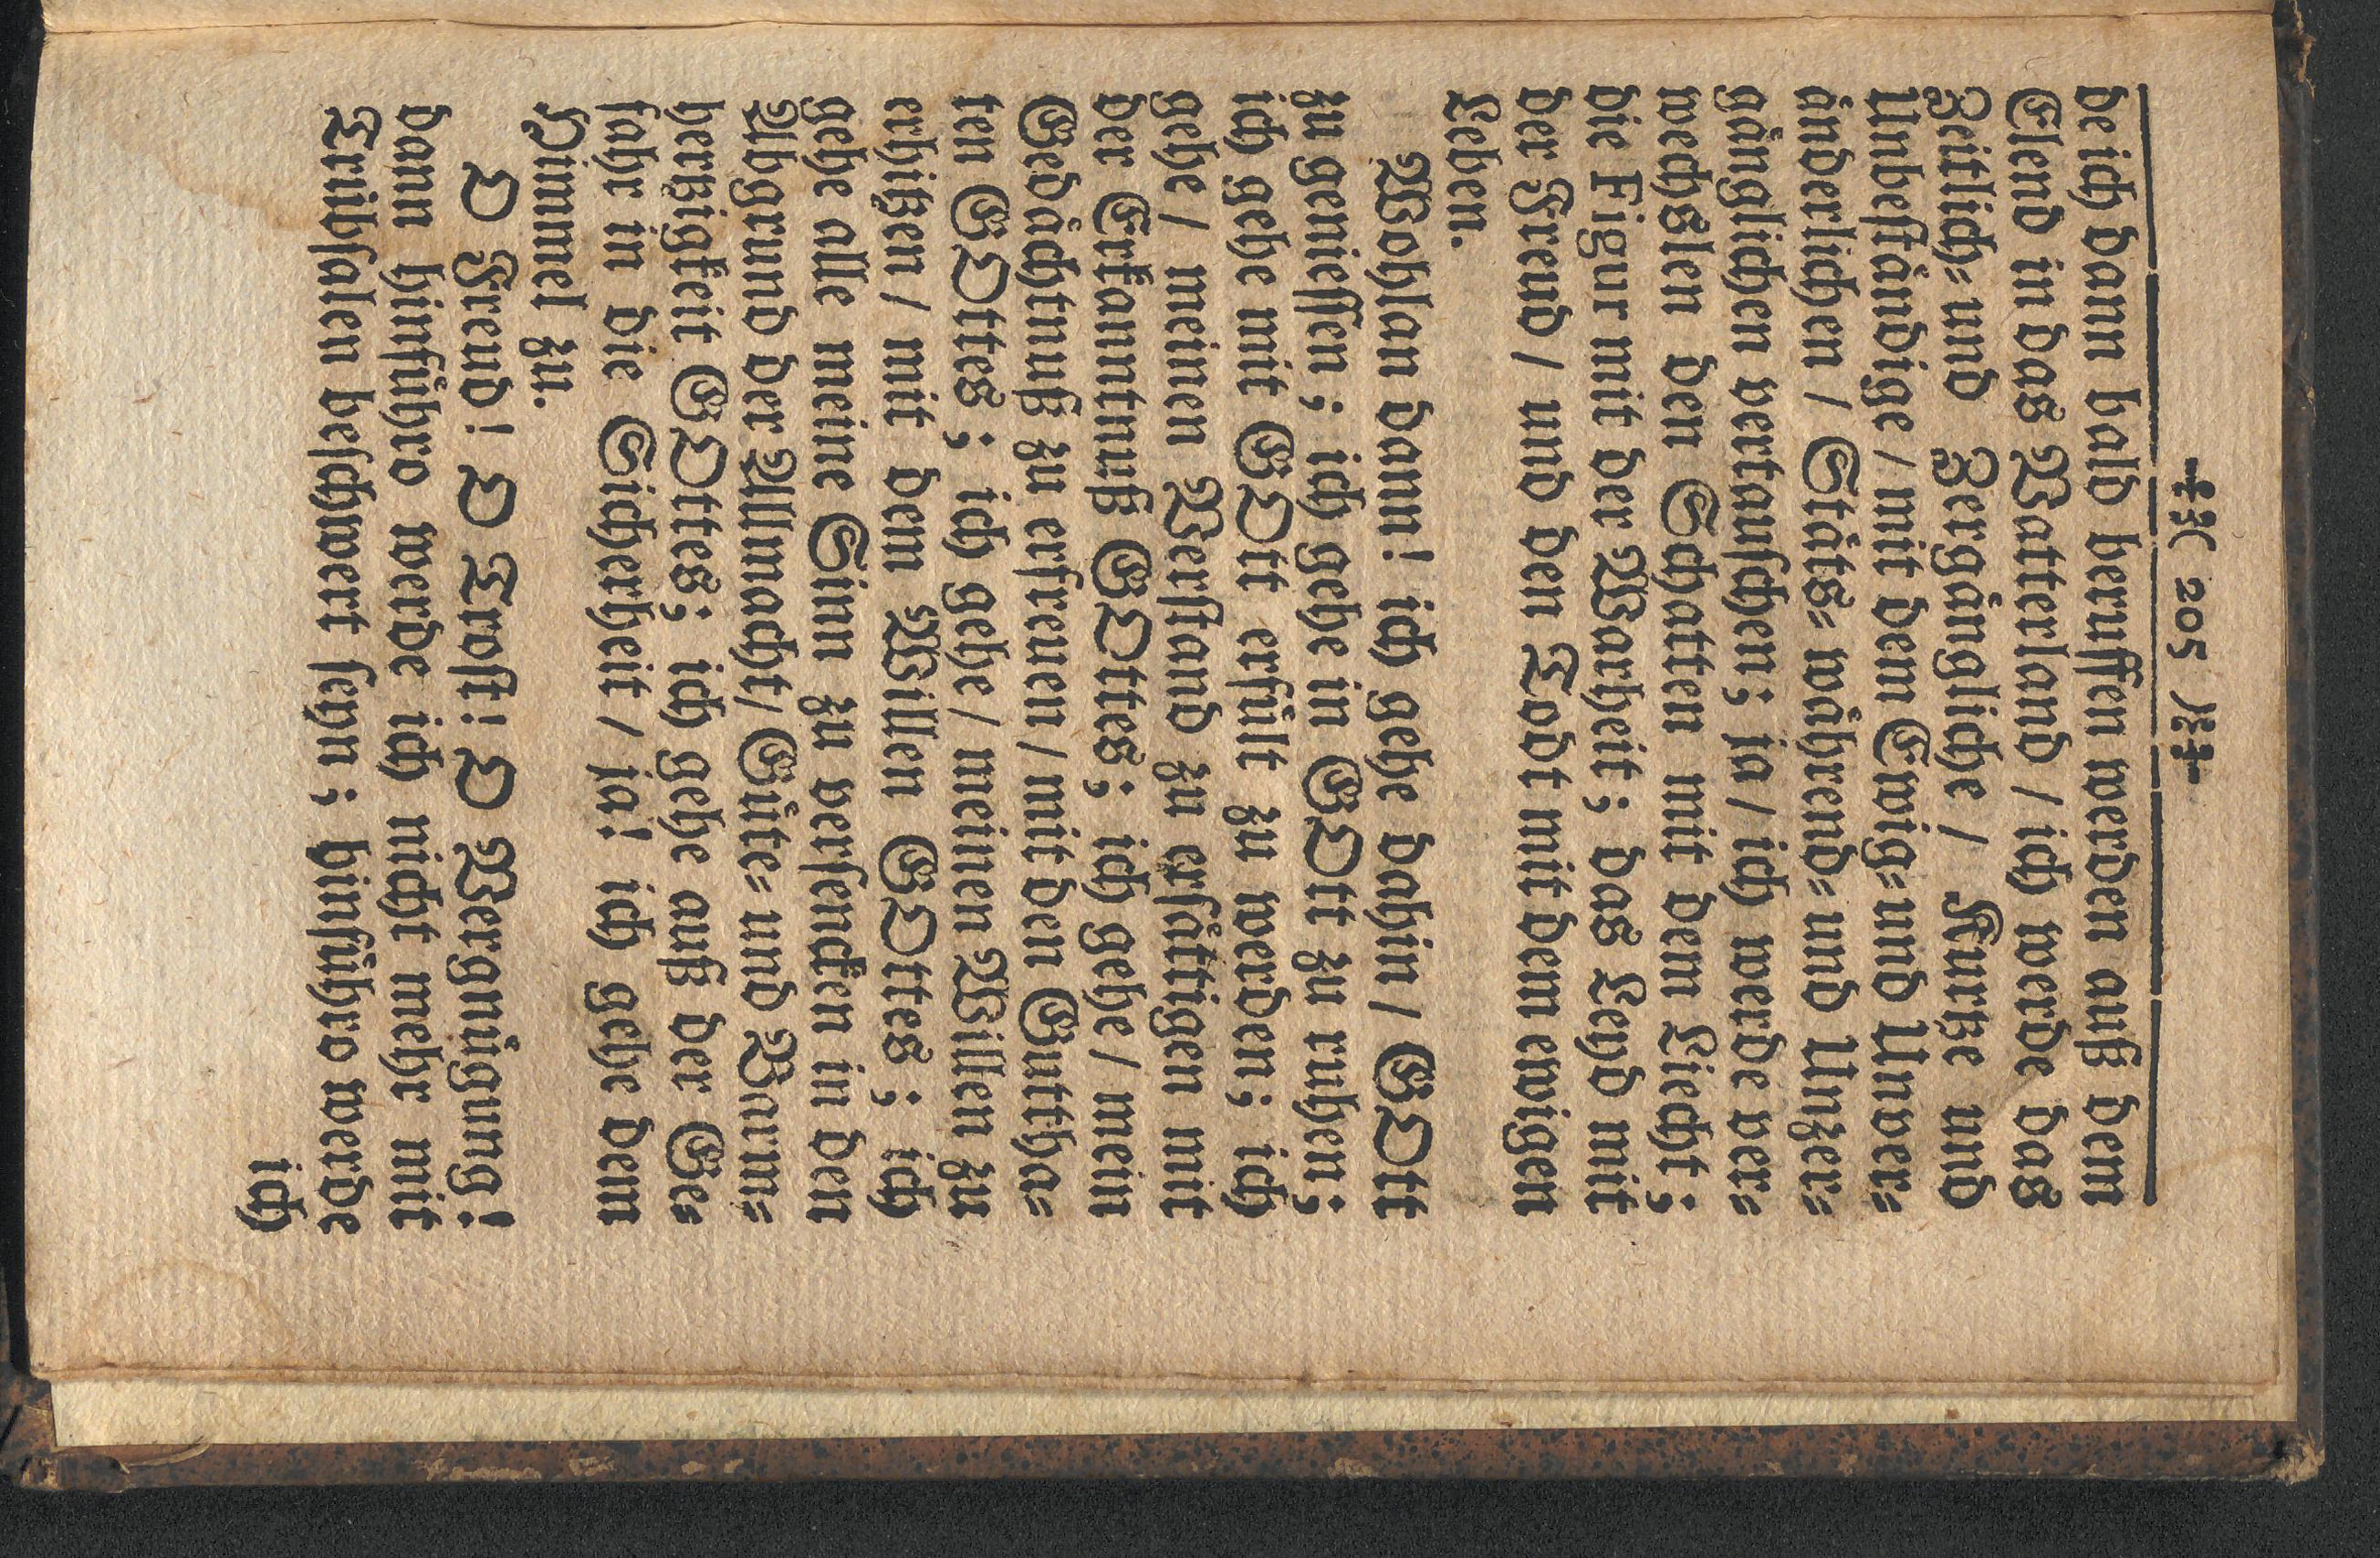 205
de ich dann bald beruffen werden auß dem
Elend in das Vatterland / ich werde das
Zeitlich- und Zergängliche / Kurtze und
Unbeständige / mit dem Ewig- und Unver-
änderlichen / Stäts- während- und Unzer-
gänglichen vertauschen; ja / ich werde ver-
wechslen den Schatten mit dem Liecht;
die Figur mit der Warheit; das Leyd mit
der Freud / und den Todt mit dem ewigen
Leben.
Wohlan dann! ich gehe dahin / GOtt
zu geniessen; ich gehe in GOtt zu ruhen;
ich gehe mit GOtt erfült zu werden; ich
gehe / meinen Verstand zu ersättigen mit
der Erkanntnuß GOttes; ich gehe / mein
Gedächtnuß zu erfreuen / mit den Guttha-
ten GOttes; ich gehe / meinen Willen zu
erhitzen / mit dem Willen GOttes; ich
gehe alle meine Sinn zu versencken in den
Abgrund der Allmacht / Güte- und Barm-
hertzigkeit GOttes; ich gehe auß der Ge-
fahr in die Sicherheit / ja! ich gehe dem
Himmel zu.
O Freud! O Trost! O Vergnügung!
dann hinführo werde ich nicht mehr mit
Trübsalen beschwert seyn; hinführo werde
ich